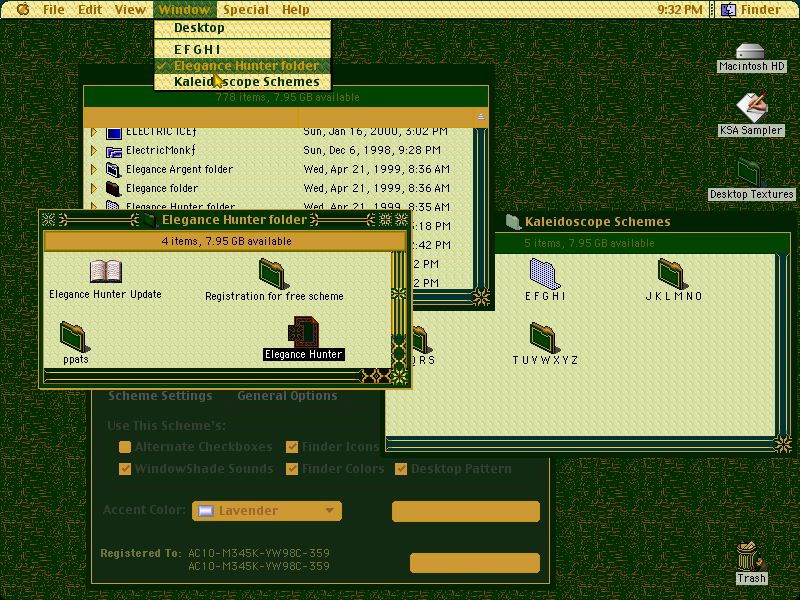 File Edit View Window Special Help 9:32 PM Finder
Desktop
E F G H I
Elegance Hunter folder
Kaleidoscope Schemes
Macintosh HD
KSA Sampler
Desktop Textures
778 items, 7.95 GB available
ELECTRIC ICEƒ Sun, Jan 16, 2000, 3:02 PM
ElectricMonkƒ Sun, Dec 6, 1998, 9:28 PM
Elegance Argent folder Wed, Apr 21, 1999, 8:36 AM
Elegance folder Wed, Apr 21, 1999, 8:36 AM
Elegance Hunter folder Wed, Apr 21, 1999, 8:35 AM
5:18 PM
2:42 PM
2 PM
2 PM
Elegance Hunter folder
4 items, 7.95 GB available
Elegance Hunter Update
Registration for free scheme
ppats
Elegance Hunter
Kaleidoscope Schemes
5 items, 7.95 GB available
E F G H I
J K L M N O
Q R S
T U V W X Y Z
Scheme Settings General Options
Use This Scheme's:
Alternate Checkboxes Finder Icons
WindowShade Sounds Finder Colors Desktop Pattern
Accent Color: Lavender
Registered To: AC10-M345K-YW98C-359
AC10-M345K-YW98C-359
Trash